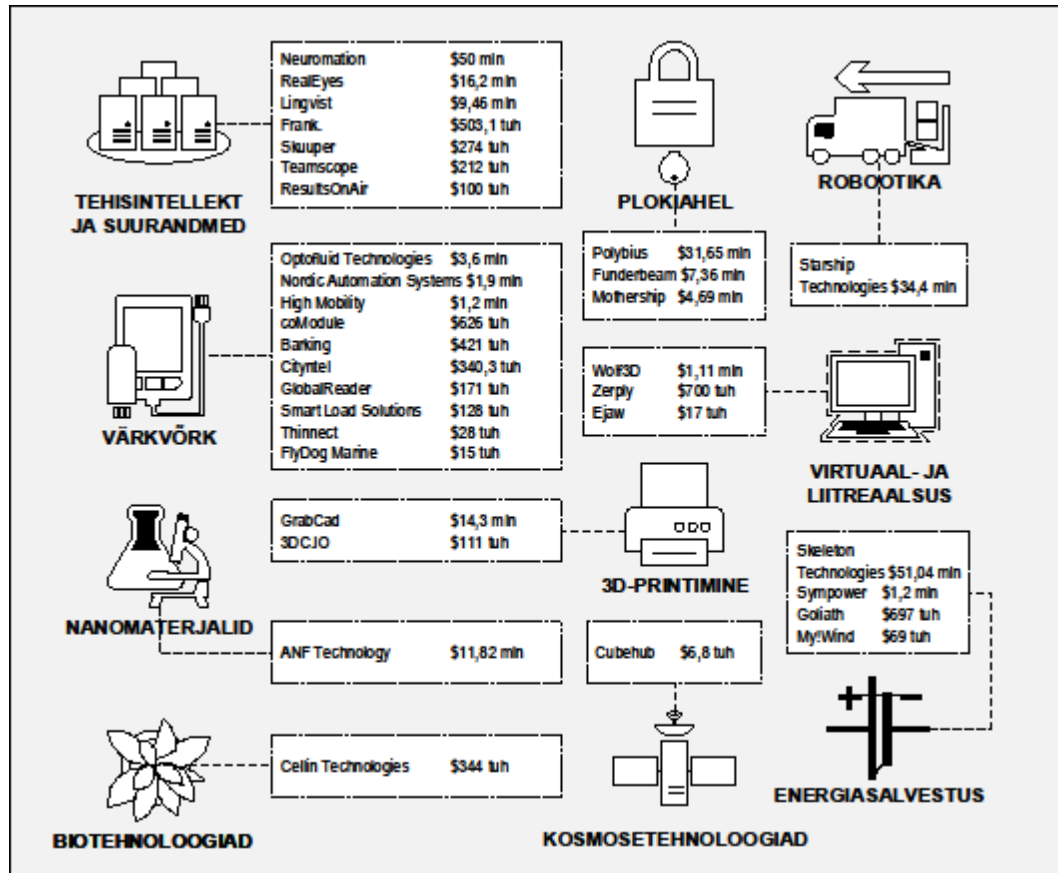 Neuromation $50 mln
RealEyes $16,2 mln
Lingvist $9,46 mln
Frank. $503,1 tuh
Skuuper $274 tuh
Teamscope $212 tuh
ResultsOnAir $100 tuh
TEHISINTELLEKT
JA SUURANDMED
PLOKIAHEL
Polybius $31,65 mln
Funderbeam $7,36 mln
Mothership $4,69 mln
ROBOOTIKA
Starship
Technologies $34,4 mln
Optofluid Technologies $3,6 mln
Nordic Automation Systems $1,9 mln
High Mobility $1,2 mln
coModule $626 tuh
Barking $421 tuh
Cityntel $340,3 tuh
GlobalReader $171 tuh
Smart Load Solutions $128 tuh
Thinnect $28 tuh
FlyDog Marine $15 tuh
VÄRKVÕRK
Wolf3D $1,11 mln
Zerply $700 tuh
Ejaw $17 tuh
VIRTUAAL- JA
LIITREAALSUS
GrabCad $14,3 mln
3DCJO $111 tuh
3D-PRINTIMINE
NANOMATERJALID
ANF Technology $11,82 mln
Cubehub $6,8 tuh
KOSMOSETEHNOLOOGIAD
Skeleton
Technologies $51,04 mln
Sympower $1,2 mln
Goliath $697 tuh
My!Wind $69 tuh
ENERGIASALVESTUS
Cellin Technologies $344 tuh
BIOTEHNOLOOGIAD